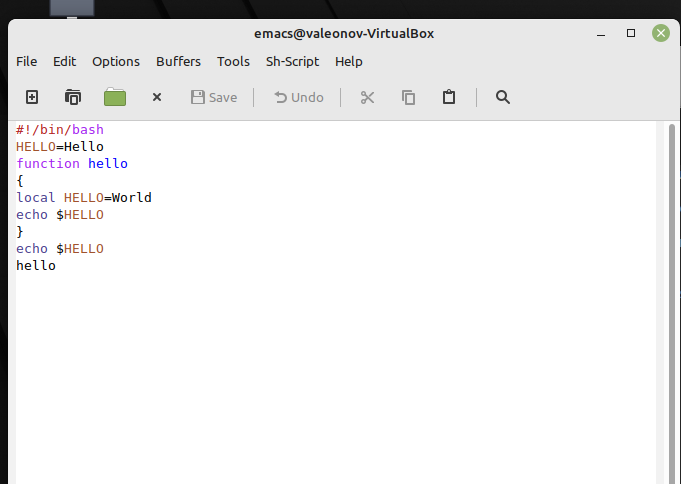 emacs@valeonov-VirtualBox
File Edit Options Buffers Tools Sh-Script Help
Save Undo
#!/bin/bash
HELLO=Hello
function hello
{
local HELLO=World
echo $HELLO
}
echo $HELLO
hello